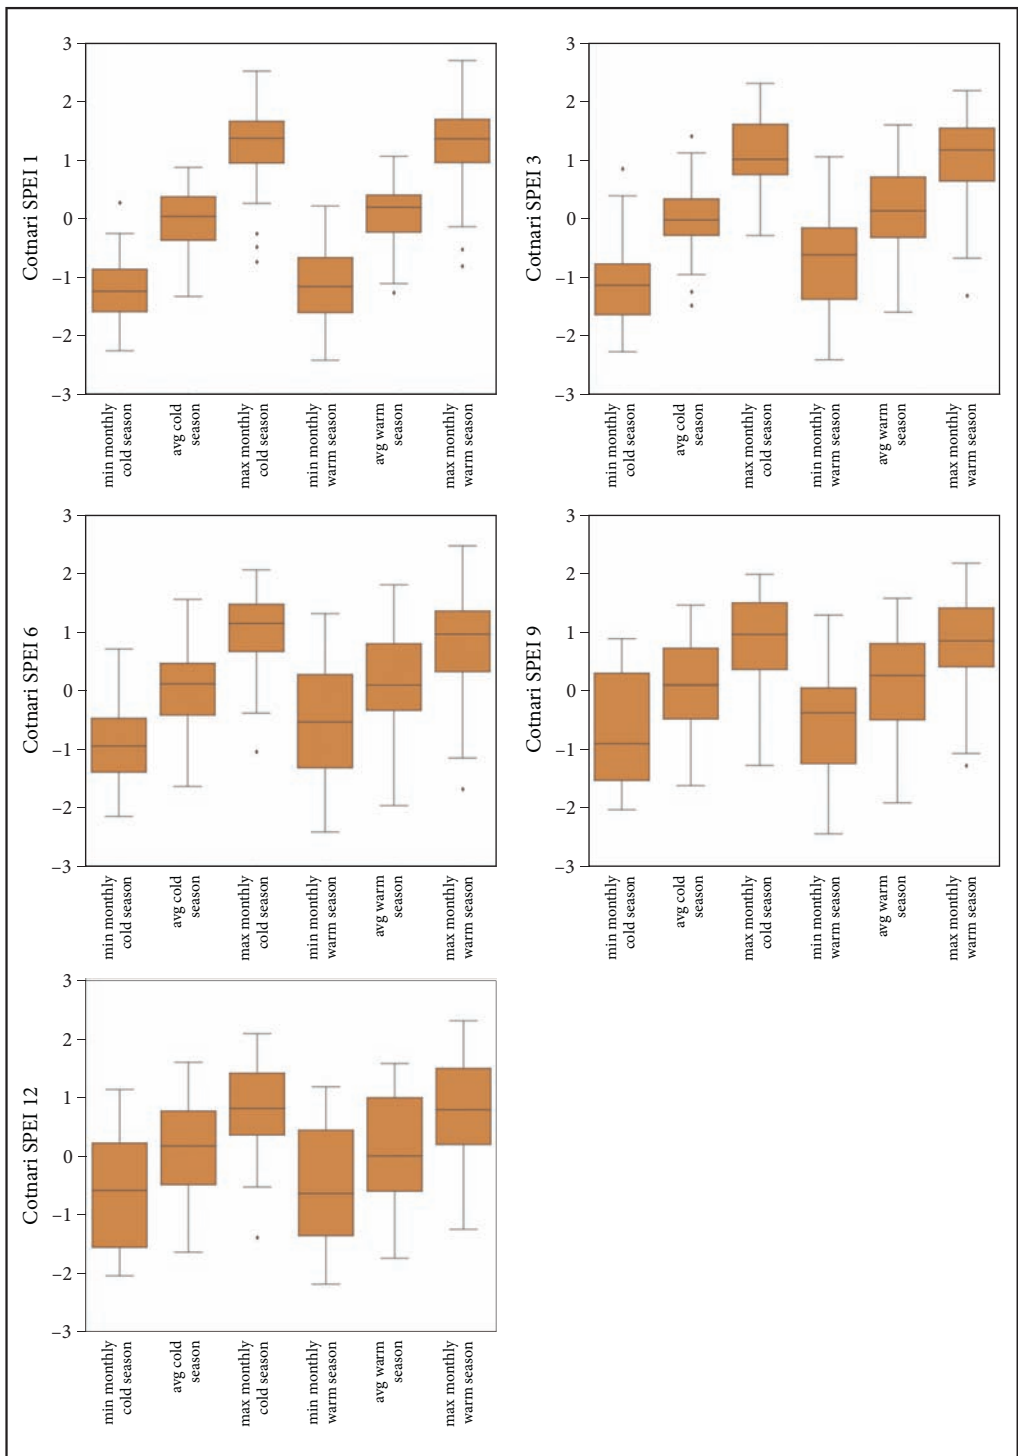 Cotnari SPEI 1
3
2
1
0
–1
–2
–3
min monthly
cold season
avg cold
season
max monthly
cold season
min monthly
warm season
avg warm
season
max monthly
warm season
Cotnari SPEI 3
3
2
1
0
–1
–2
–3
min monthly
cold season
avg cold
season
max monthly
cold season
min monthly
warm season
avg warm
season
max monthly
warm season
Cotnari SPEI 6
3
2
1
0
–1
–2
–3
min monthly
cold season
avg cold
season
max monthly
cold season
min monthly
warm season
avg warm
season
max monthly
warm season
Cotnari SPEI 9
3
2
1
0
–1
–2
–3
min monthly
cold season
avg cold
season
max monthly
cold season
min monthly
warm season
avg warm
season
max monthly
warm season
Cotnari SPEI 12
3
2
1
0
–1
–2
–3
min monthly
cold season
avg cold
season
max monthly
cold season
min monthly
warm season
avg warm
season
max monthly
warm season